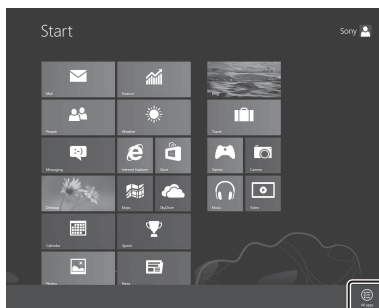 Start
Sony
Mail
Finance
Bing
People
Weather
Travel
Messaging
Internet Explorer
Store
Games
Camera
Desktop
Maps
SkyDrive
Music
Video
Calendar
Sports
Photos
News
All apps